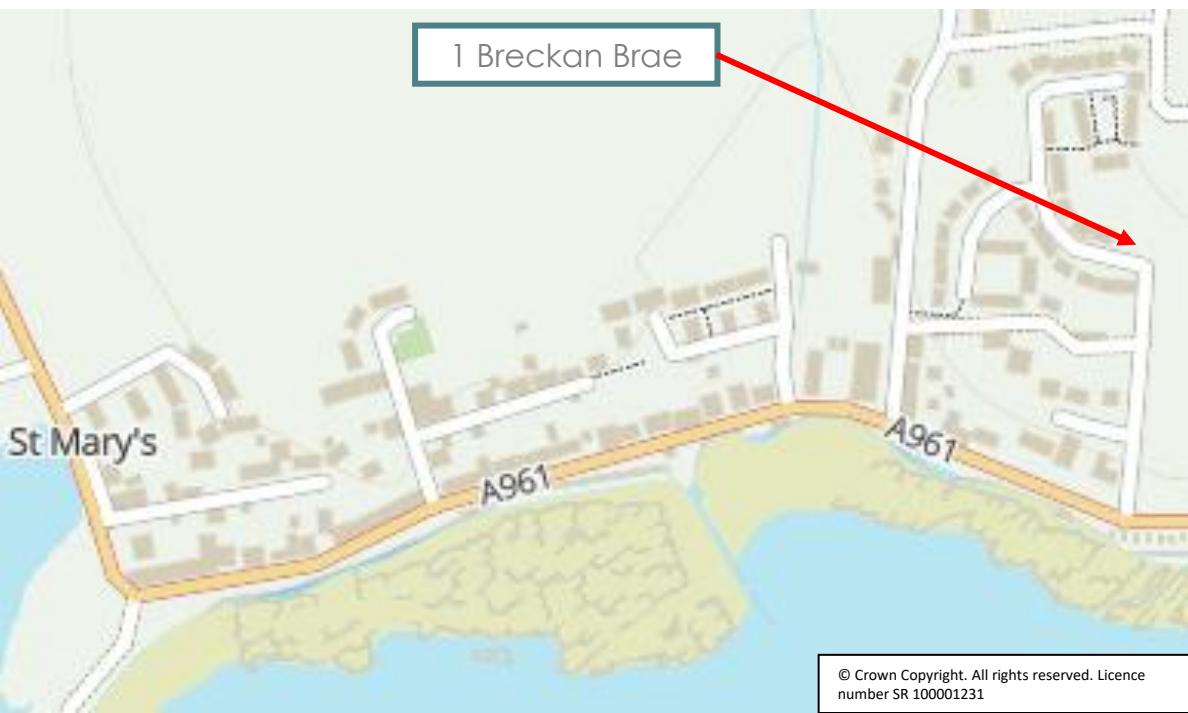 1 Breckan Brae
St Mary's
A961
A961
© Crown Copyright. All rights reserved. Licence
number SR 100001231